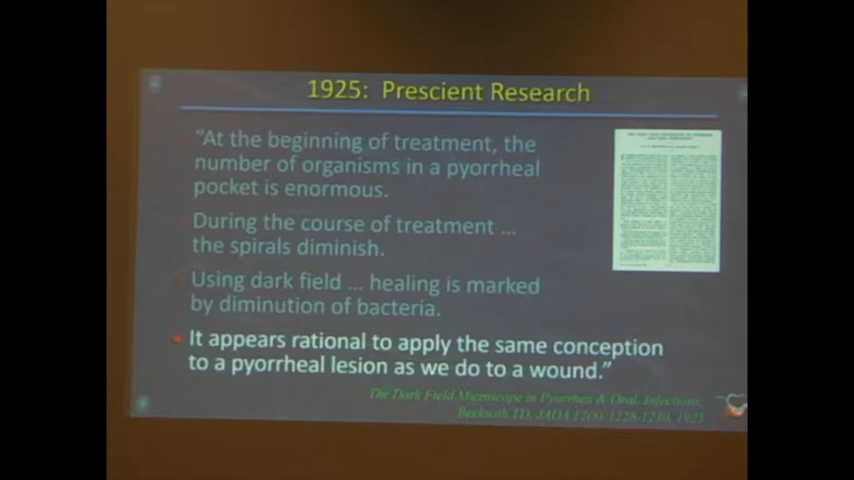 1925: Prescient Research
“At the beginning of treatment, the
number of organisms in a pyorrheal
pocket is enormous.
During the course of treatment ...
the spirals diminish.
Using dark field ... healing is marked
by diminution of bacteria.
It appears rational to apply the same conception
to a pyorrheal lesion as we do to a wound.”
The Dark Field Microscope in Pyorrhea & Oral Infections,
Beckwith TD, JADA 12(8) 1228-1230, 1925